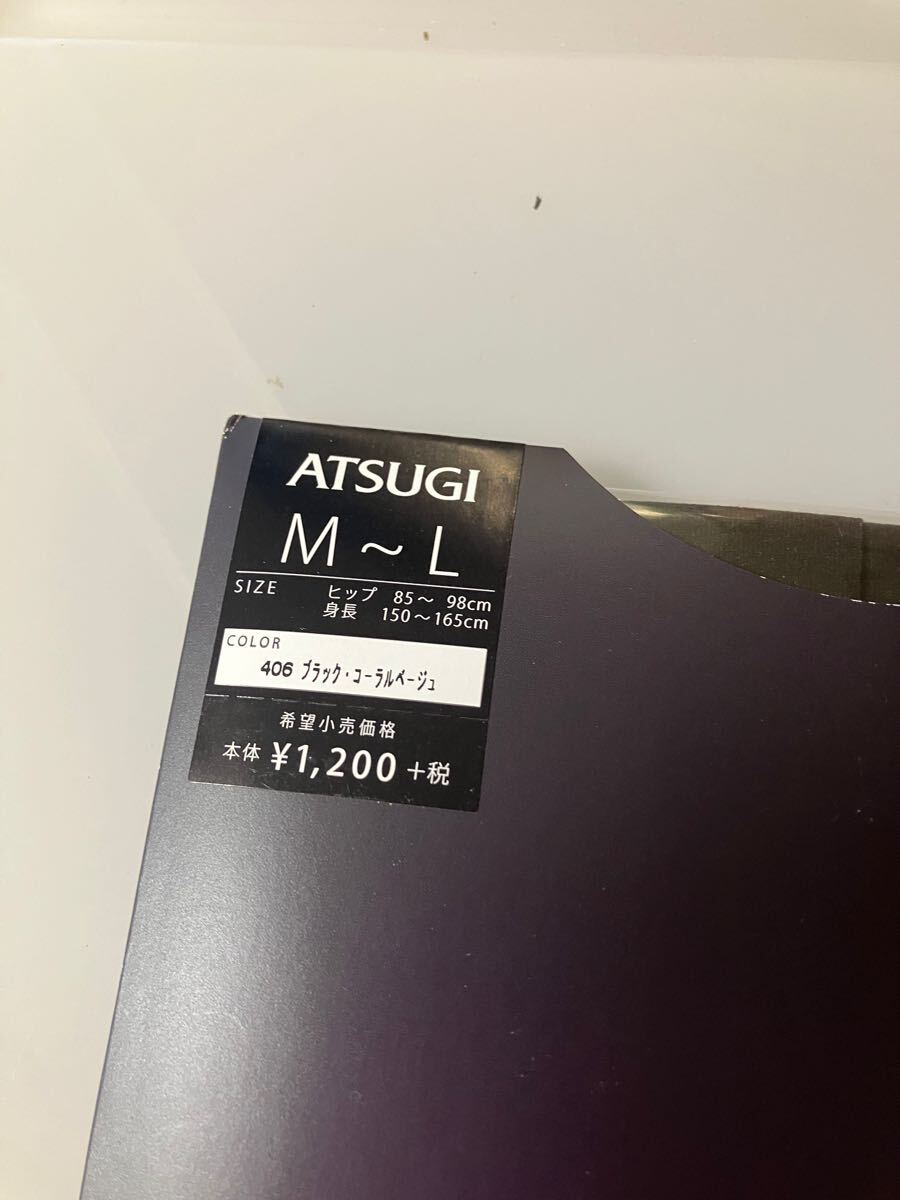 ATSUGI
M ~ L
SIZE ヒップ 85～ 98cm
身長 150～165cm
COLOR
406 ブラック・コーラルベージュ
希望小売価格
本体 ¥1,200 +税